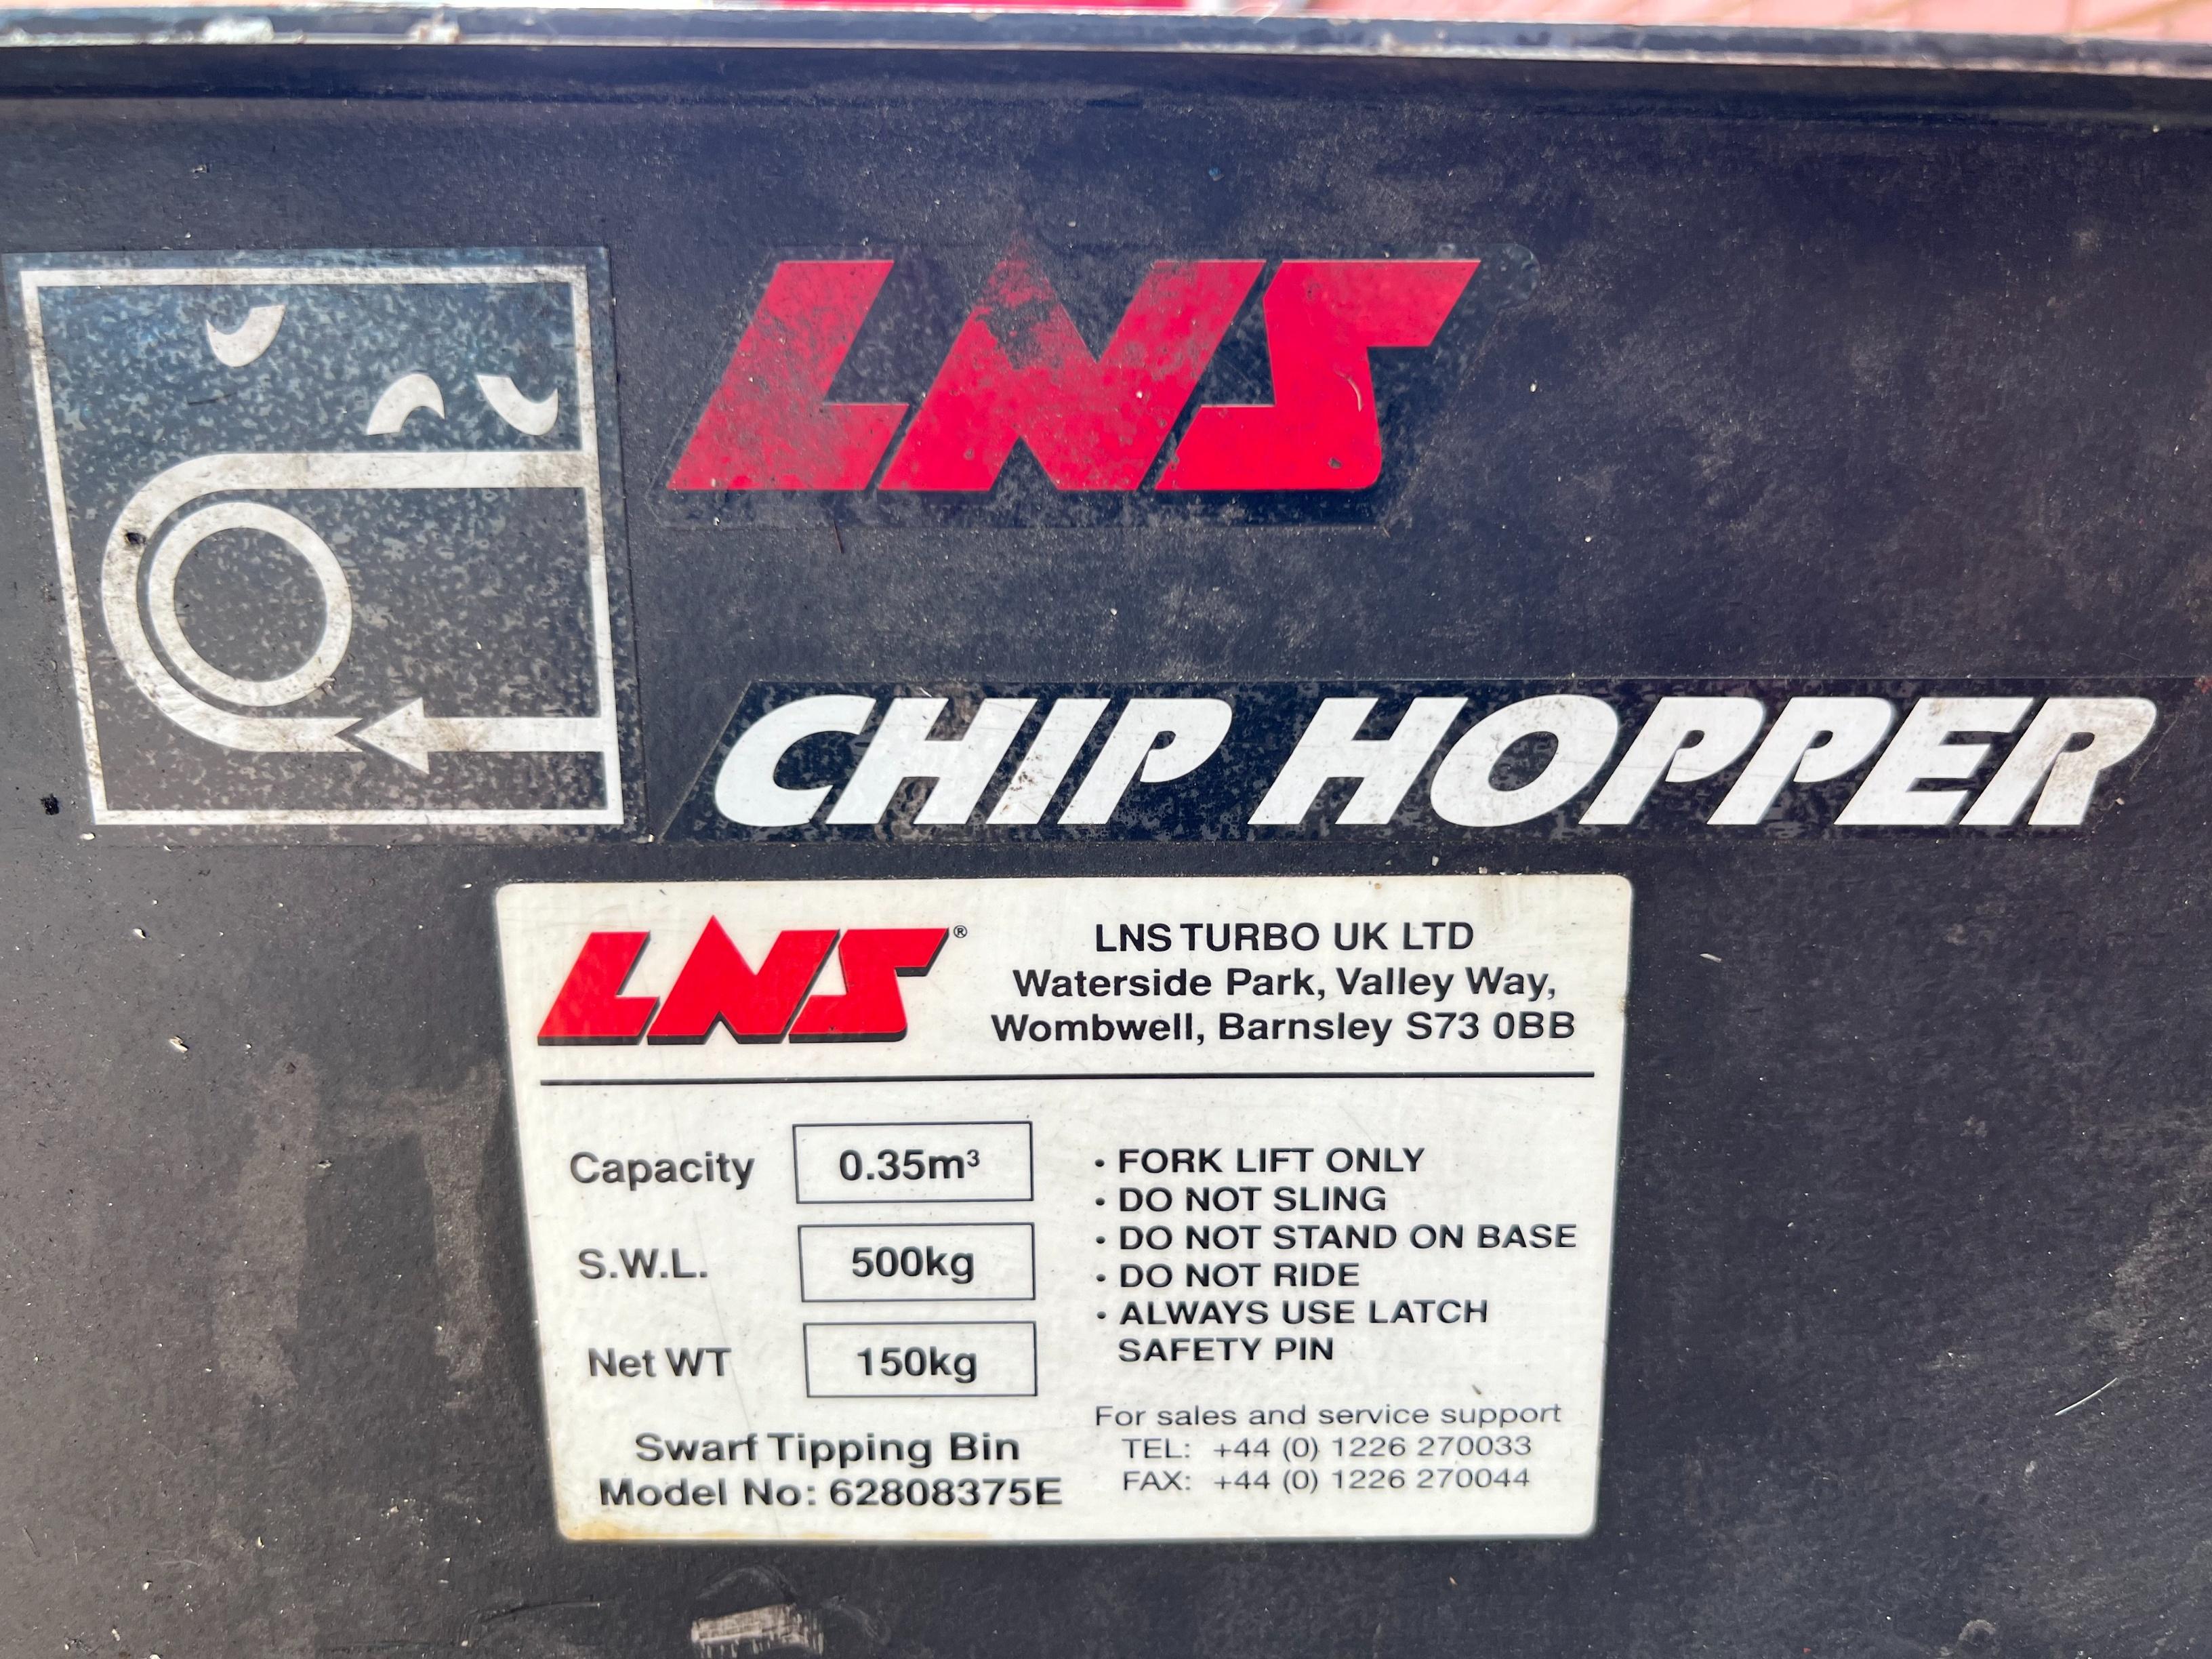 LNS
CHIP HOPPER
LNS®
LNS TURBO UK LTD
Waterside Park, Valley Way,
Wombwell, Barnsley S73 0BB
Capacity 0.35m³
S.W.L. 500kg
Net WT 150kg
Swarf Tipping Bin
Model No: 62808375E
• FORK LIFT ONLY
• DO NOT SLING
• DO NOT STAND ON BASE
• DO NOT RIDE
• ALWAYS USE LATCH
SAFETY PIN
For sales and service support
TEL: +44 (0) 1226 270033
FAX: +44 (0) 1226 270044